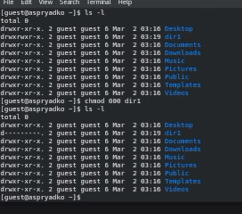 File Edit View Search Terminal Help
[guest@aspryadko ~]$ ls -l
total 0
drwxr-xr-x. 2 guest guest 6 Mar  2 03:16 Desktop
drwxrwxr-x. 2 guest guest 6 Mar  2 03:19 dir1
drwxr-xr-x. 2 guest guest 6 Mar  2 03:16 Documents
drwxr-xr-x. 2 guest guest 6 Mar  2 03:16 Downloads
drwxr-xr-x. 2 guest guest 6 Mar  2 03:16 Music
drwxr-xr-x. 2 guest guest 6 Mar  2 03:16 Pictures
drwxr-xr-x. 2 guest guest 6 Mar  2 03:16 Public
drwxr-xr-x. 2 guest guest 6 Mar  2 03:16 Templates
drwxr-xr-x. 2 guest guest 6 Mar  2 03:16 Videos
[guest@aspryadko ~]$ chmod 000 dir1
[guest@aspryadko ~]$ ls -l
total 0
drwxr-xr-x. 2 guest guest 6 Mar  2 03:16 Desktop
d---------. 2 guest guest 6 Mar  2 03:19 dir1
drwxr-xr-x. 2 guest guest 6 Mar  2 03:16 Documents
drwxr-xr-x. 2 guest guest 6 Mar  2 03:16 Downloads
drwxr-xr-x. 2 guest guest 6 Mar  2 03:16 Music
drwxr-xr-x. 2 guest guest 6 Mar  2 03:16 Pictures
drwxr-xr-x. 2 guest guest 6 Mar  2 03:16 Public
drwxr-xr-x. 2 guest guest 6 Mar  2 03:16 Templates
drwxr-xr-x. 2 guest guest 6 Mar  2 03:16 Videos
[guest@aspryadko ~]$